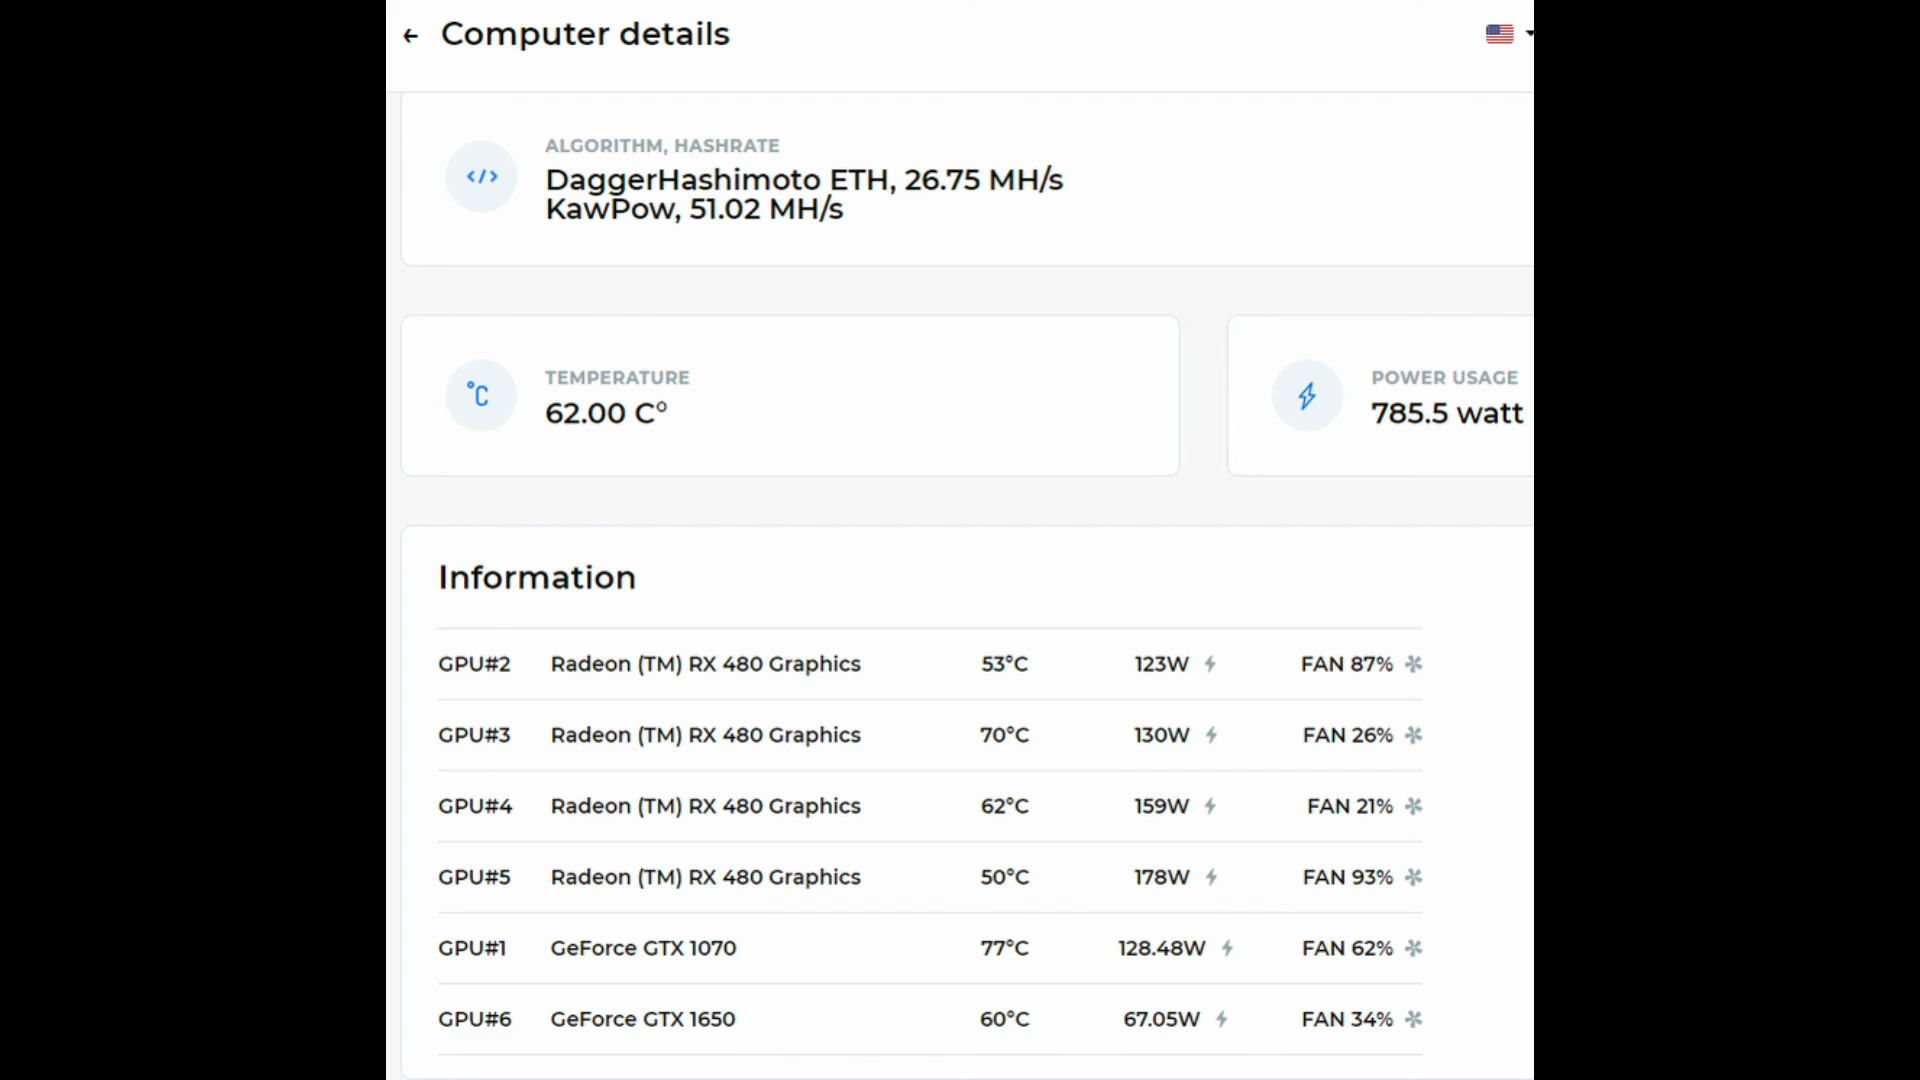 ← Computer details
ALGORITHM, HASHRATE
DaggerHashimoto ETH, 26.75 MH/s
KawPow, 51.02 MH/s
°C
TEMPERATURE
62.00 C°
POWER USAGE
785.5 watt
Information
GPU#2 Radeon (TM) RX 480 Graphics 53°C 123W FAN 87%
GPU#3 Radeon (TM) RX 480 Graphics 70°C 130W FAN 26%
GPU#4 Radeon (TM) RX 480 Graphics 62°C 159W FAN 21%
GPU#5 Radeon (TM) RX 480 Graphics 50°C 178W FAN 93%
GPU#1 GeForce GTX 1070 77°C 128.48W FAN 62%
GPU#6 GeForce GTX 1650 60°C 67.05W FAN 34%